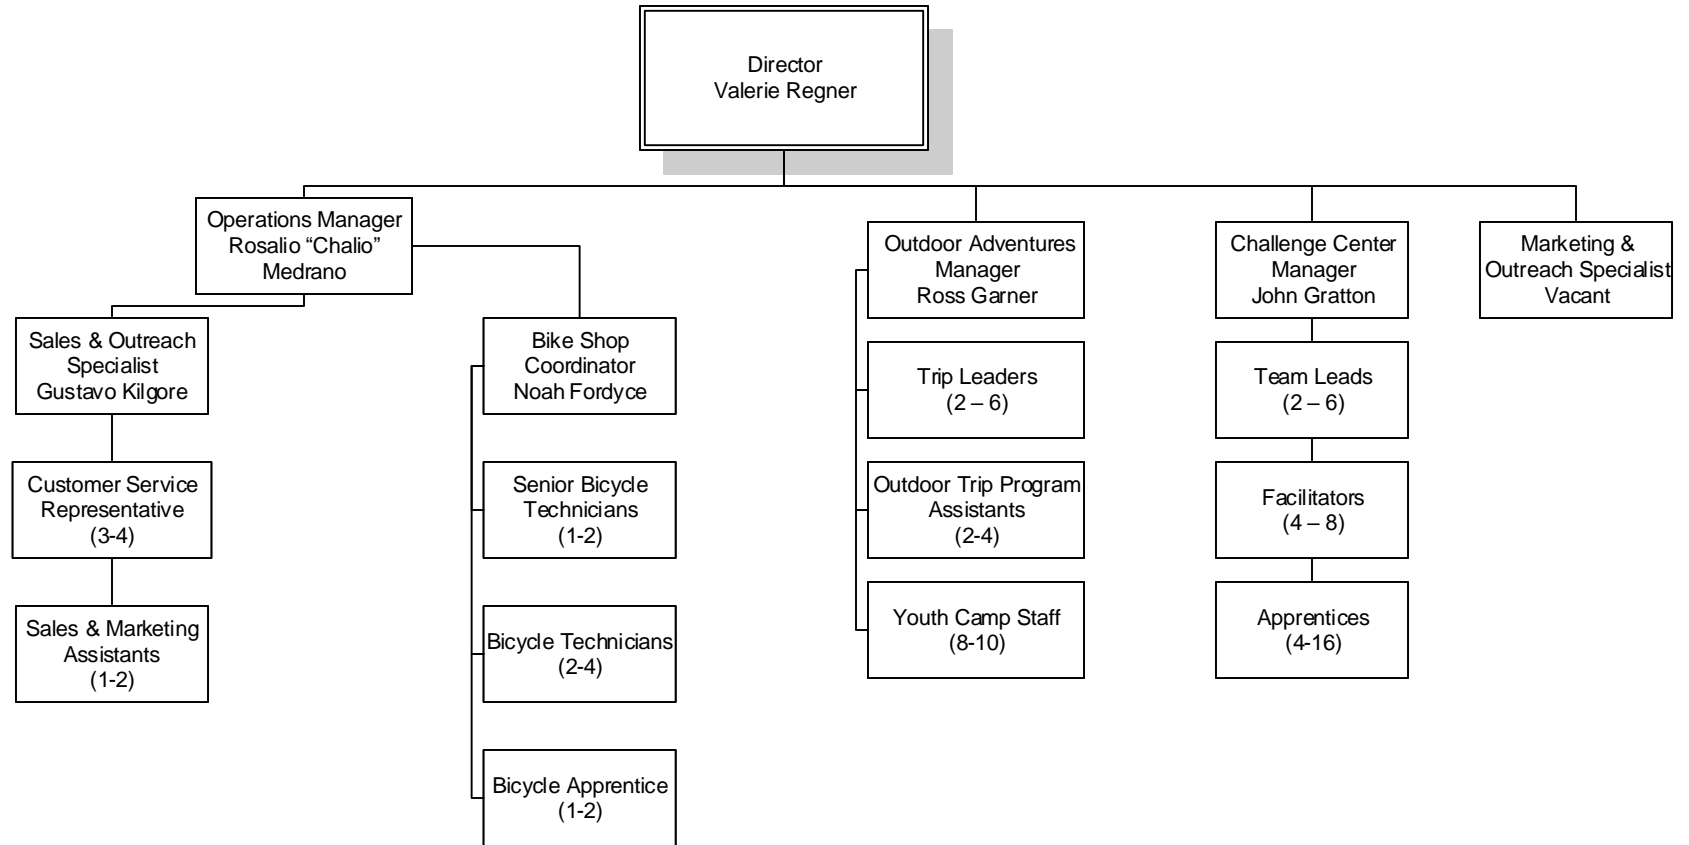 Director
Valerie Regner
Operations Manager
Rosalio “Chalio”
Medrano
Outdoor Adventures
Manager
Ross Garner
Challenge Center
Manager
John Gratton
Marketing &
Outreach Specialist
Vacant
Sales & Outreach
Specialist
Gustavo Kilgore
Bike Shop
Coordinator
Noah Fordyce
Trip Leaders
(2 – 6)
Team Leads
(2 – 6)
Customer Service
Representative
(3-4)
Senior Bicycle
Technicians
(1-2)
Outdoor Trip Program
Assistants
(2-4)
Facilitators
(4 – 8)
Sales & Marketing
Assistants
(1-2)
Bicycle Technicians
(2-4)
Youth Camp Staff
(8-10)
Apprentices
(4-16)
Bicycle Apprentice
(1-2)